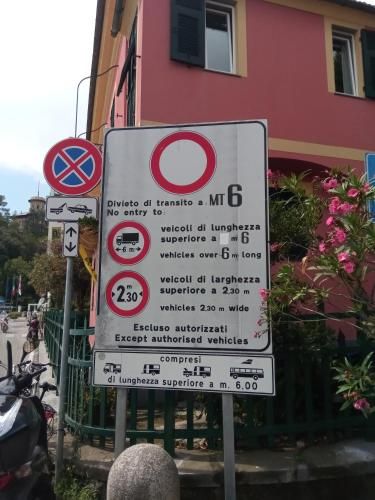 Divieto di transito a: MT 6
No entry to:
←6 m→
veicoli di lunghezza
superiore a m 6
vehicles over 6 m long
2,30
m
veicoli di larghezza
superiore a 2,30 m
vehicles 2,30 m wide
Escluso autorizzati
Except authorised vehicles
compresi
di lunghezza superiore a m. 6,00